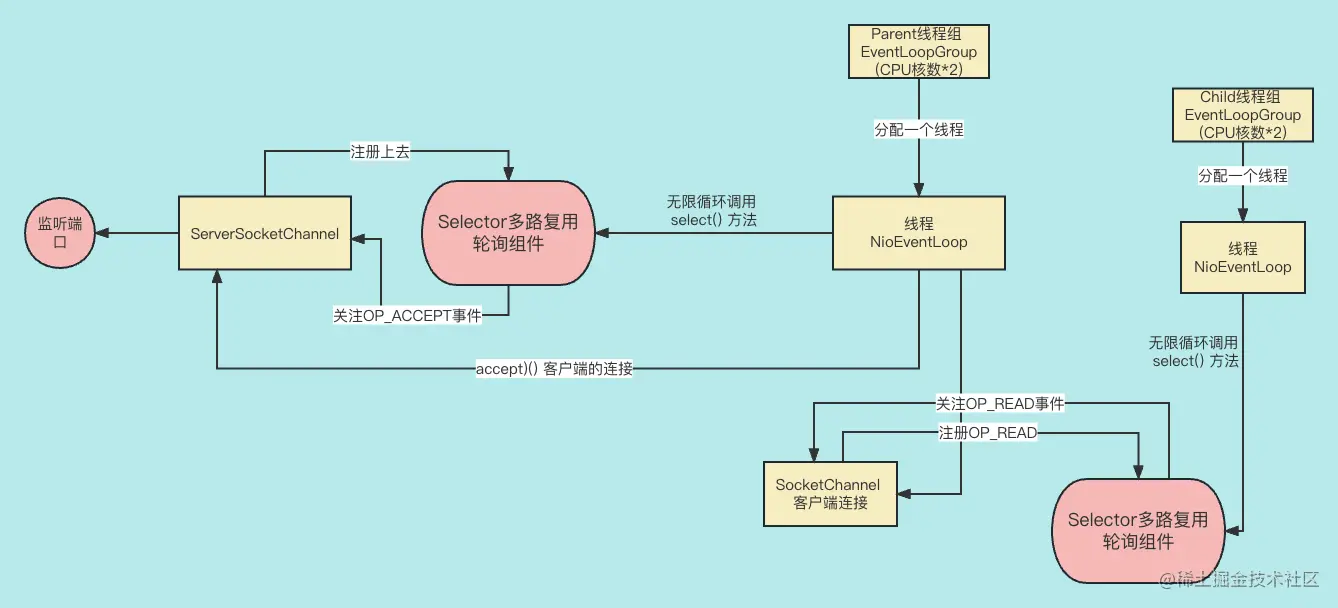 Parent线程组
EventLoopGroup
(CPU核数*2)
Child线程组
EventLoopGroup
(CPU核数*2)
分配一个线程
注册上去
分配一个线程
监听端
口
ServerSocketChannel
Selector多路复用
轮询组件
无限循环调用
select() 方法
线程
NioEventLoop
线程
NioEventLoop
关注OP_ACCEPT事件
无限循环调用
select() 方法
accept)() 客户端的连接
关注OP_READ事件
注册OP_READ
SocketChannel
客户端连接
Selector多路复用
轮询组件
@稀土掘金技术社区